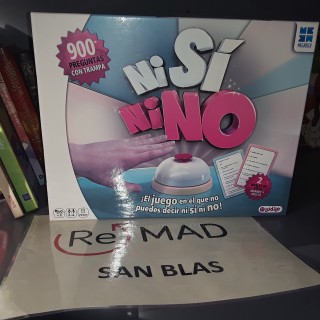 900
PREGUNTAS
CON TRAMPA
Ni SÍ
Ni NO
¡El juego en el que no
puedes decir ni SÍ ni no!
2
Re MAD
SAN BLAS